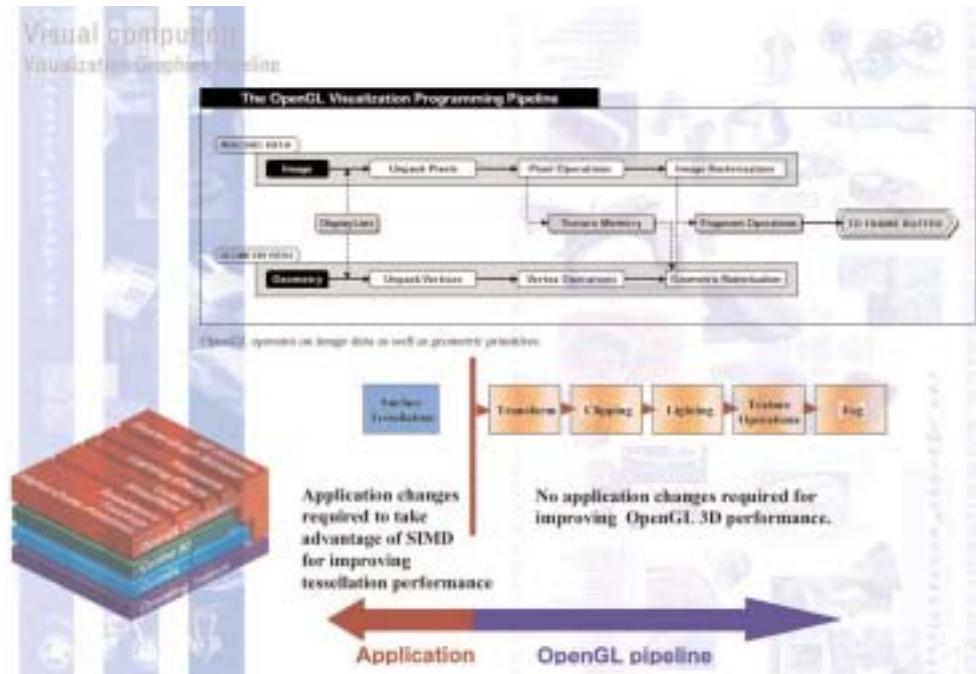 Visual computing
Visualization Graphics Pipeline
The OpenGL Visualization Programming Pipeline
Image
Unpack Pixels
Pixel Operations
Image Rasterization
Display Lists
Texture Memory
Fragment Operations
TO FRAME BUFFER
Geometry
Unpack Vertices
Vertex Operations
Geometric Rasterization
OpenGL operates on image data as well as geometric primitives.
Surface
Tessellation
Transform
Clipping
Lighting
Texture
Operations
Fog
Application changes
required to take
advantage of SIMD
for improving
tessellation performance
No application changes required for
improving OpenGL 3D performance.
Application
OpenGL pipeline